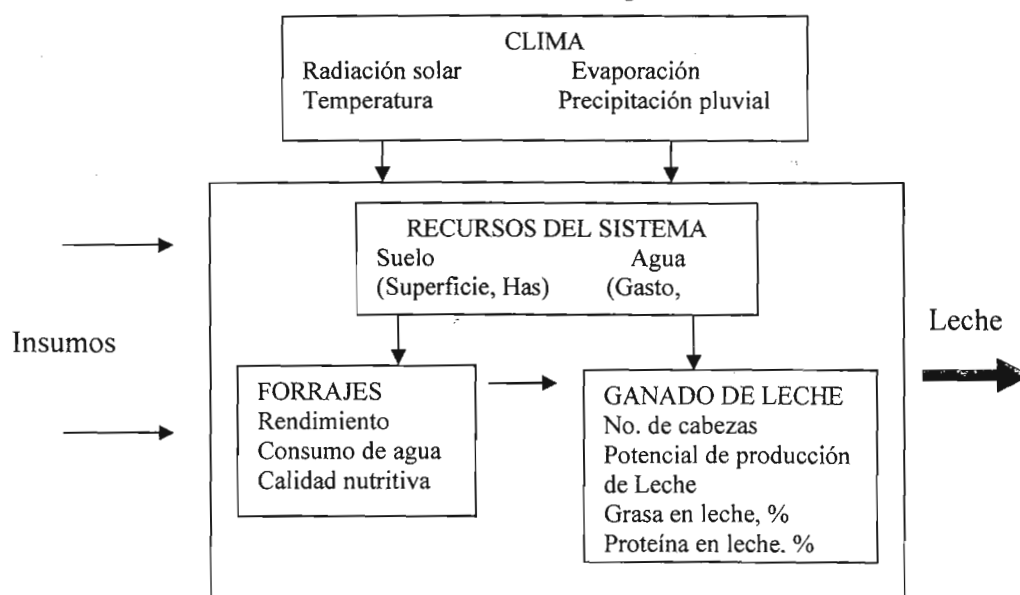 CLIMA
Radiación solar Evaporación
Temperatura Precipitación pluvial
RECURSOS DEL SISTEMA
Suelo Agua
(Superficie, Has) (Gasto,
Insumos
Leche
FORRAJES
Rendimiento
Consumo de agua
Calidad nutritiva
GANADO DE LECHE
No. de cabezas
Potencial de producción
de Leche
Grasa en leche, %
Proteína en leche. %